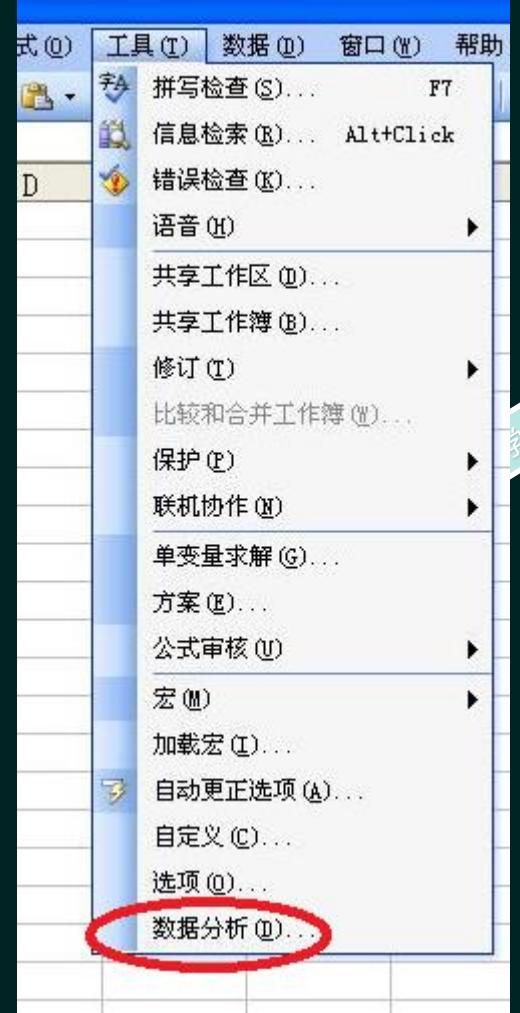 式(O) 工具(T) 数据(D) 窗口(W) 帮助
拼写检查(S)... F7
信息检索(R)... Alt+Click
D
错误检查(K)...
语音(H)
共享工作区(D)...
共享工作簿(B)...
修订(T)
比较和合并工作簿(W)...
保护(P)
联机协作(N)
单变量求解(G)...
方案(E)...
公式审核(U)
宏(M)
加载宏(I)...
自动更正选项(A)...
自定义(C)...
选项(O)...
数据分析(D)...